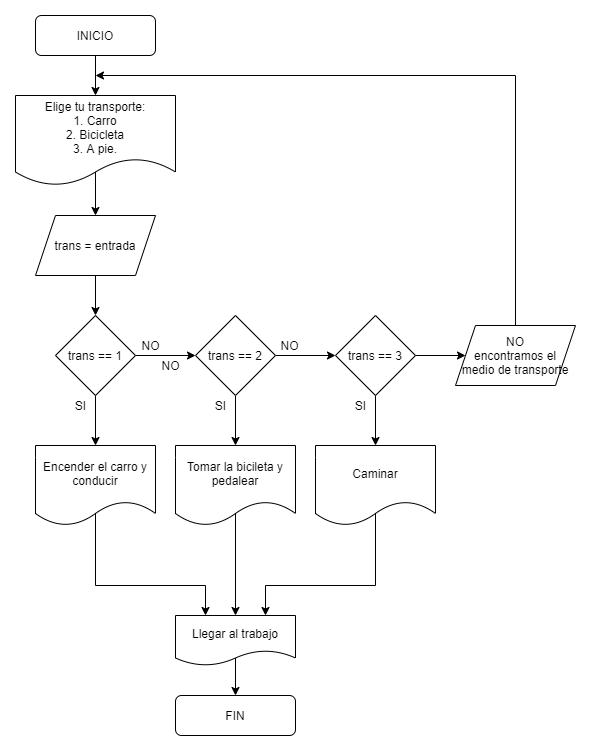 INICIO
Elige tu transporte:
1. Carro
2. Bicicleta
3. A pie.
trans = entrada
trans == 1
NO
NO
trans == 2
NO
trans == 3
NO
encontramos el
medio de transporte
SI
SI
SI
Encender el carro y
conducir
Tomar la bicileta y
pedalear
Caminar
Llegar al trabajo
FIN